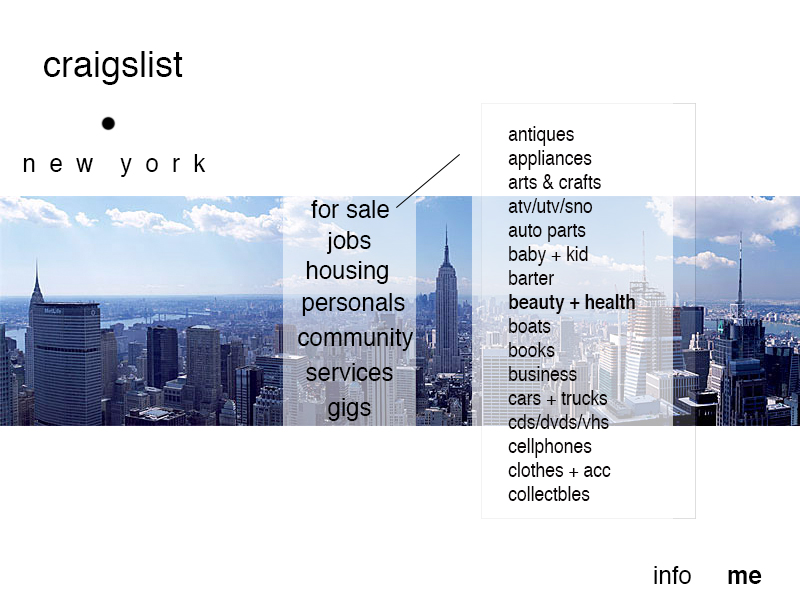 craigslist
new york
for sale
jobs
housing
personals
community
services
gigs
antiques
appliances
arts & crafts
atv/utv/sno
auto parts
baby + kid
barter
beauty + health
boats
books
business
cars + trucks
cds/dvds/vhs
cellphones
clothes + acc
collectbles
MetLife
info
me